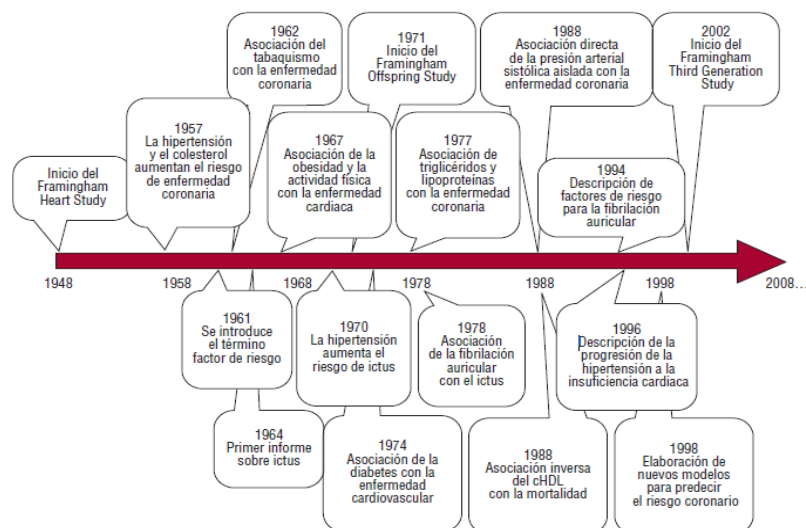 1962
Asociación del
tabaquismo
con la enfermedad
coronaria
1971
Inicio del
Framingham
Offspring Study
1988
Asociación directa
de la presión arterial
sistólica aislada con la
enfermedad coronaria
2002
Inicio del
Framingham
Third Generation
Study
1957
La hipertensión
y el colesterol
aumentan el riesgo
de enfermedad
coronaria
1967
Asociación de la
obesidad y la
actividad física
con la enfermedad
cardiaca
1977
Asociación de
triglicéridos y
lipoproteínas
con la enfermedad
coronaria
1994
Descripción de
factores de riesgo
para la fibrilación
auricular
Inicio del
Framingham
Heart Study
1948
1958
1968
1978
1988
1998
2008...
1961
Se introduce
el término
factor de riesgo
1970
La hipertensión
aumenta el
riesgo de ictus
1978
Asociación
de la fibrilación
auricular
con el ictus
1996
Descripción de la
progresión de la
hipertensión a la
insuficiencia cardiaca
1964
Primer informe
sobre ictus
1974
Asociación de la
diabetes con la
enfermedad
cardiovascular
1988
Asociación inversa
del cHDL
con la mortalidad
1998
Elaboración de
nuevos modelos
para predecir
el riesgo coronario